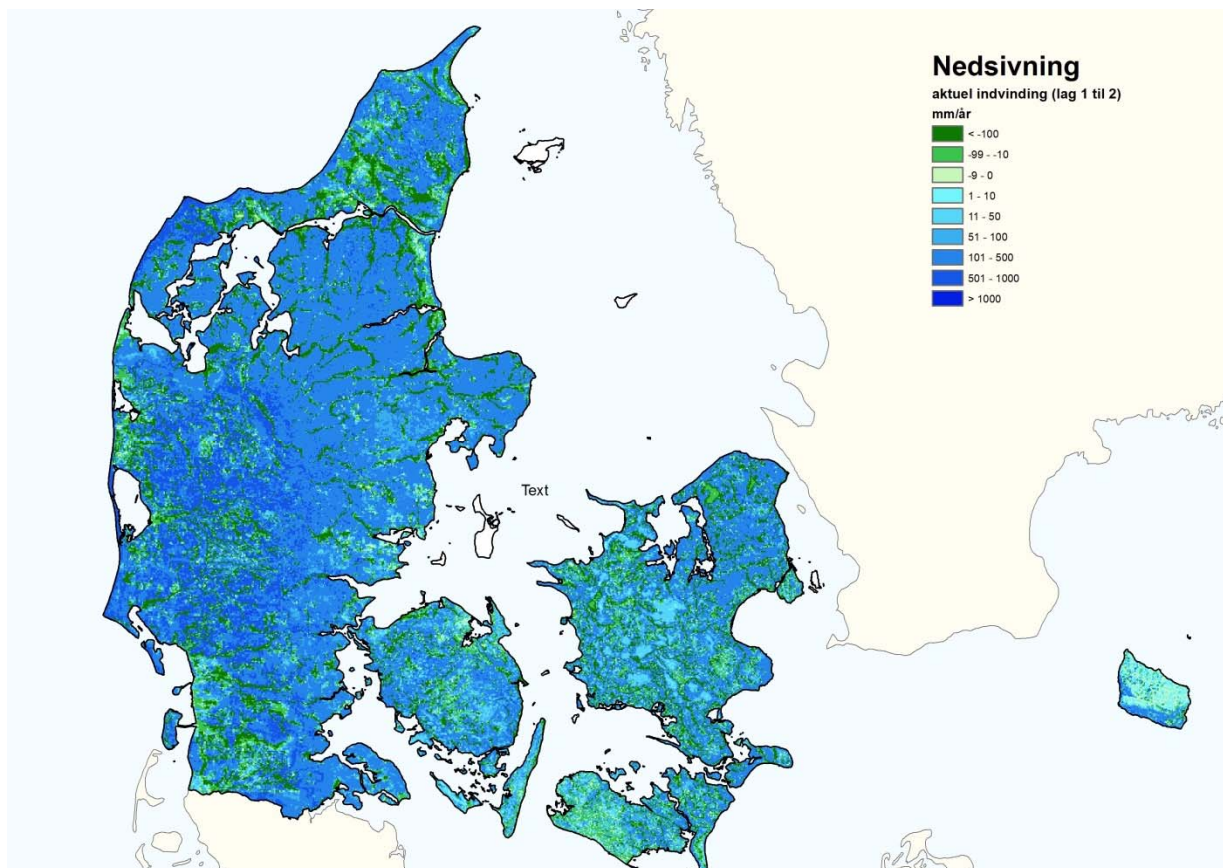 Nedsivning
aktuel indvinding (lag 1 til 2)
mm/år
< -100
-99 - -10
-9 - 0
1 - 10
11 - 50
51 - 100
101 - 500
501 - 1000
> 1000
Text